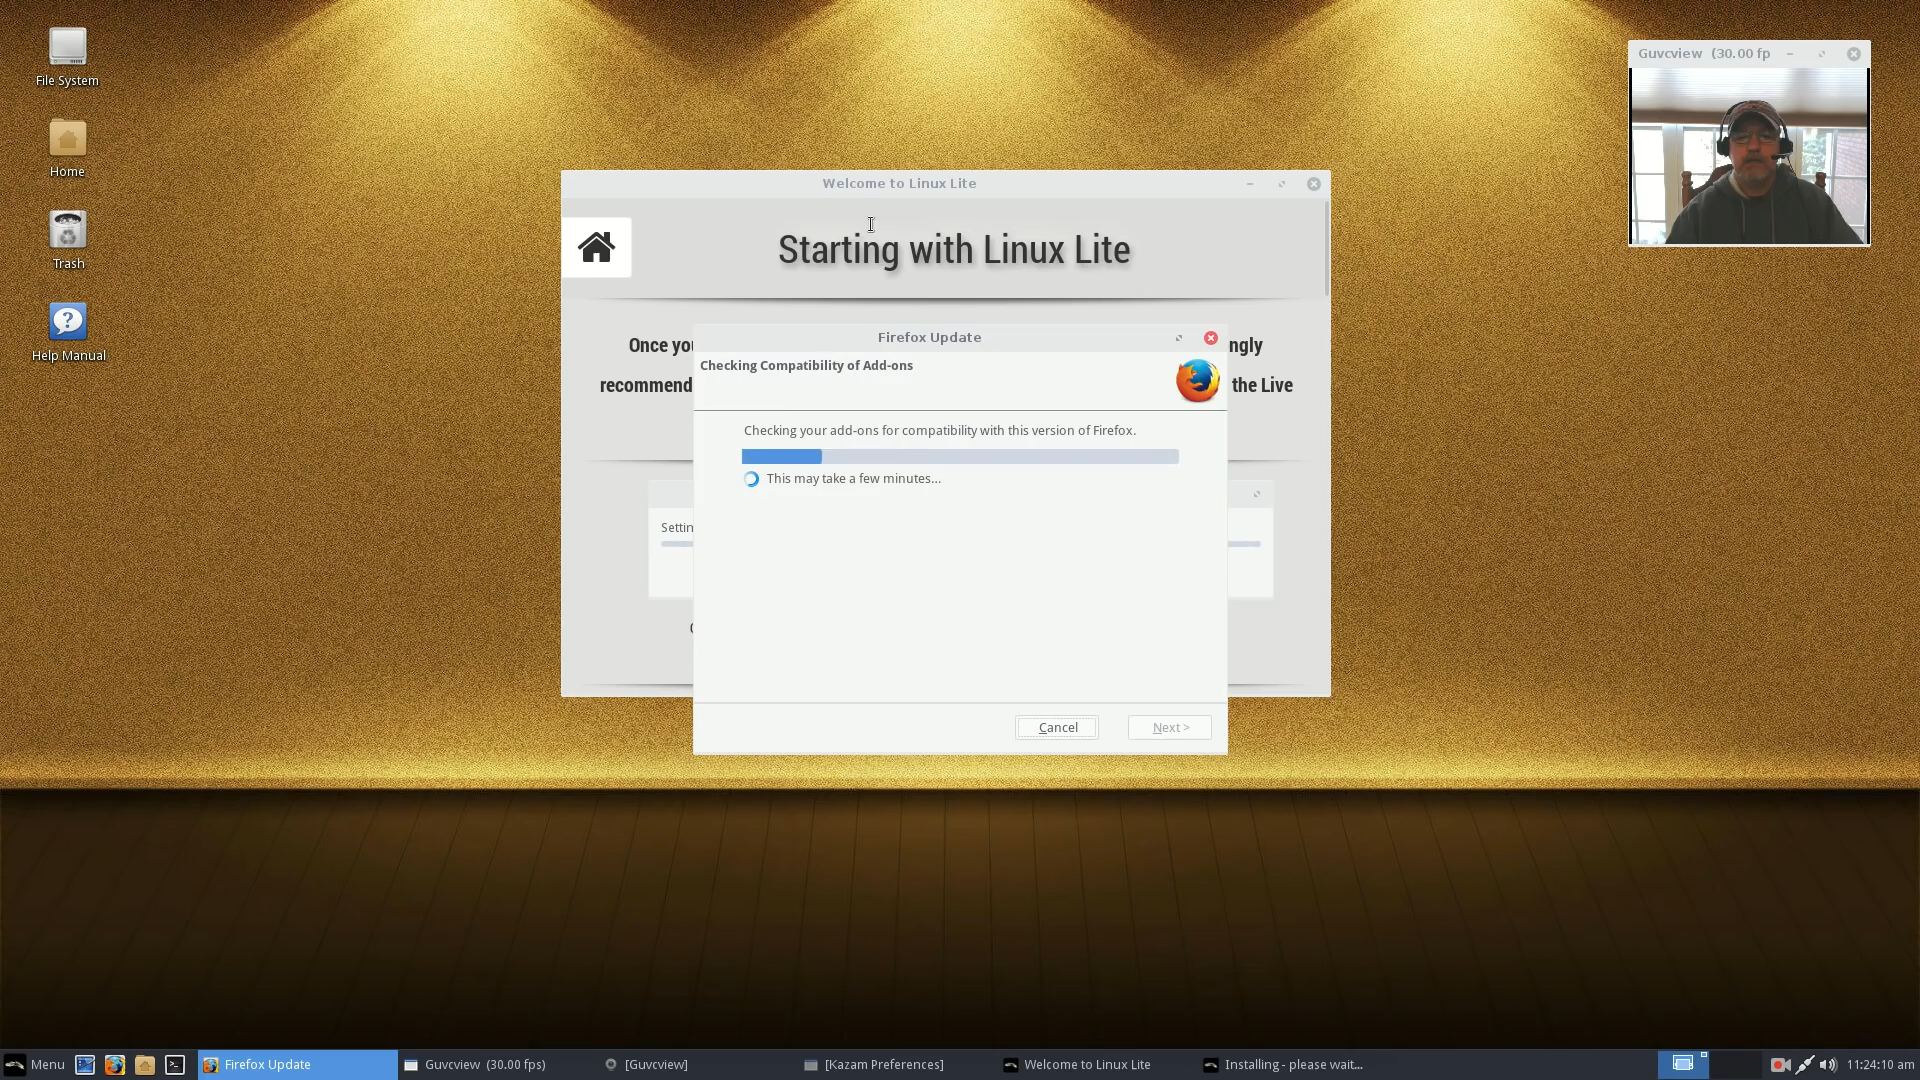 File System
Home
Trash
Help Manual
Guvcview (30.00 fp
Welcome to Linux Lite
Starting with Linux Lite
Once you
ngly
recommend
the Live
Firefox Update
Checking Compatibility of Add-ons
Checking your add-ons for compatibility with this version of Firefox.
This may take a few minutes...
Settin
Cancel
Next >
Menu
Firefox Update
Guvcview (30.00 fps)
[Guvcview]
[Kazam Preferences]
Welcome to Linux Lite
Installing - please wait...
11:24:10 am